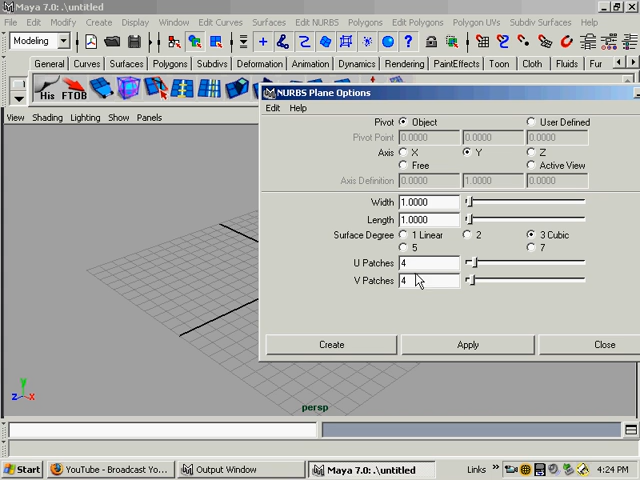 Maya 7.0: .\untitled
File Edit Modify Create Display Window Edit Curves Surfaces Edit NURBS Polygons Edit Polygons Polygon UVs Subdiv Surfaces Help
Modeling
General Curves Surfaces Polygons Subdivs Deformation Animation Dynamics Rendering PaintEffects Toon Cloth Fluids Fur
His FTOB
NURBS Plane Options
Edit Help
View Shading Lighting Show Panels
Pivot Object User Defined
Pivot Point 0.0000 0.0000 0.0000
Axis X Y Z
Free Active View
Axis Definition 0.0000 1.0000 0.0000
Width 1.0000
Length 1.0000
Surface Degree 1 Linear 2 3 Cubic
5 7
U Patches 4
V Patches 4
Create Apply Close
z x
persp
Start YouTube - Broadcast Yo... Output Window Maya 7.0: .\untitled Links » 4:24 PM